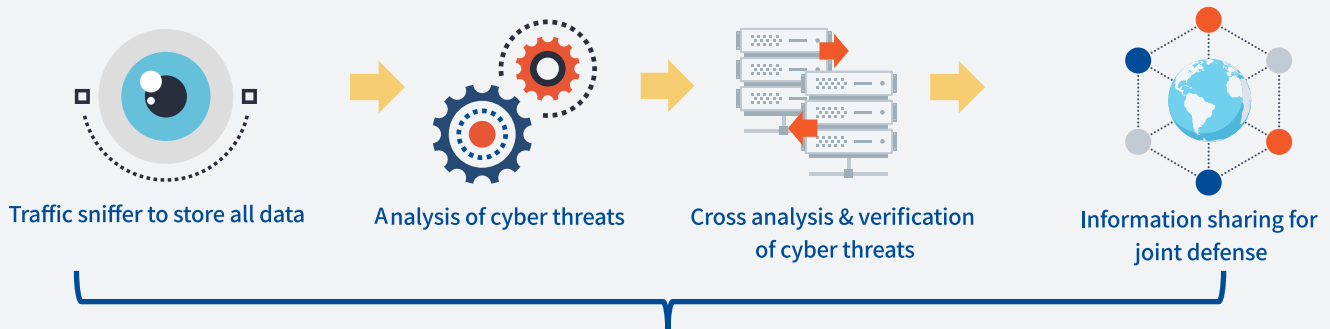 Traffic sniffer to store all data
Analysis of cyber threats
Cross analysis & verification
of cyber threats
Information sharing for
joint defense